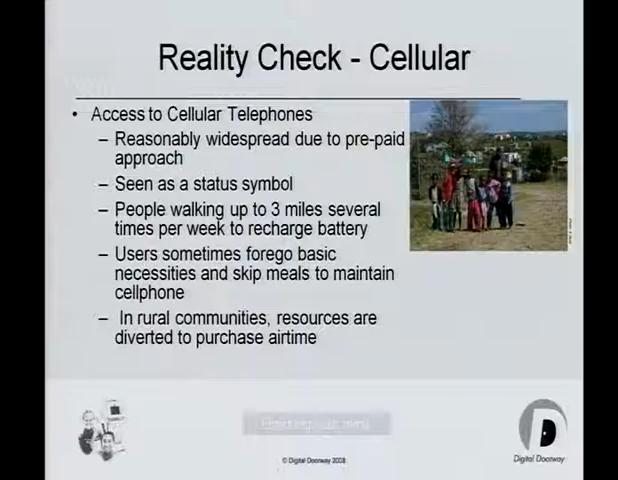 Reality Check - Cellular
• Access to Cellular Telephones
– Reasonably widespread due to pre-paid
approach
– Seen as a status symbol
– People walking up to 3 miles several
times per week to recharge battery
– Users sometimes forego basic
necessities and skip meals to maintain
cellphone
– In rural communities, resources are
diverted to purchase airtime
© Digital Doorway 2008
Digital Doorway